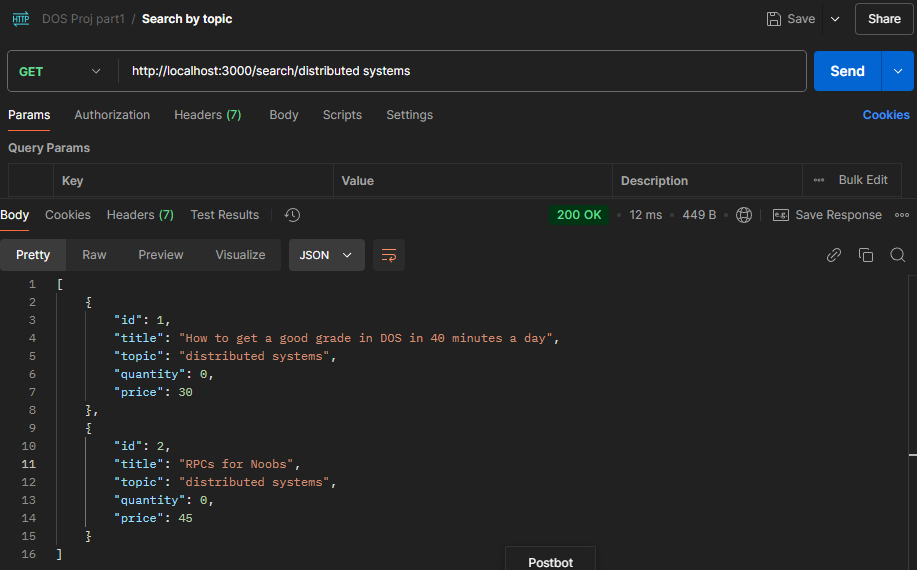 HTTP DOS Proj part1 / Search by topic Save Share
GET http://localhost:3000/search/distributed systems Send
Params Authorization Headers (7) Body Scripts Settings Cookies
Query Params
Key Value Description Bulk Edit
Body Cookies Headers (7) Test Results 200 OK 12 ms 449 B e.g. Save Response
Pretty Raw Preview Visualize JSON
1 [
2 {
3 "id": 1,
4 "title": "How to get a good grade in DOS in 40 minutes a day",
5 "topic": "distributed systems",
6 "quantity": 0,
7 "price": 30
8 },
9 {
10 "id": 2,
11 "title": "RPCs for Noobs",
12 "topic": "distributed systems",
13 "quantity": 0,
14 "price": 45
15 }
16 ]
Postbot